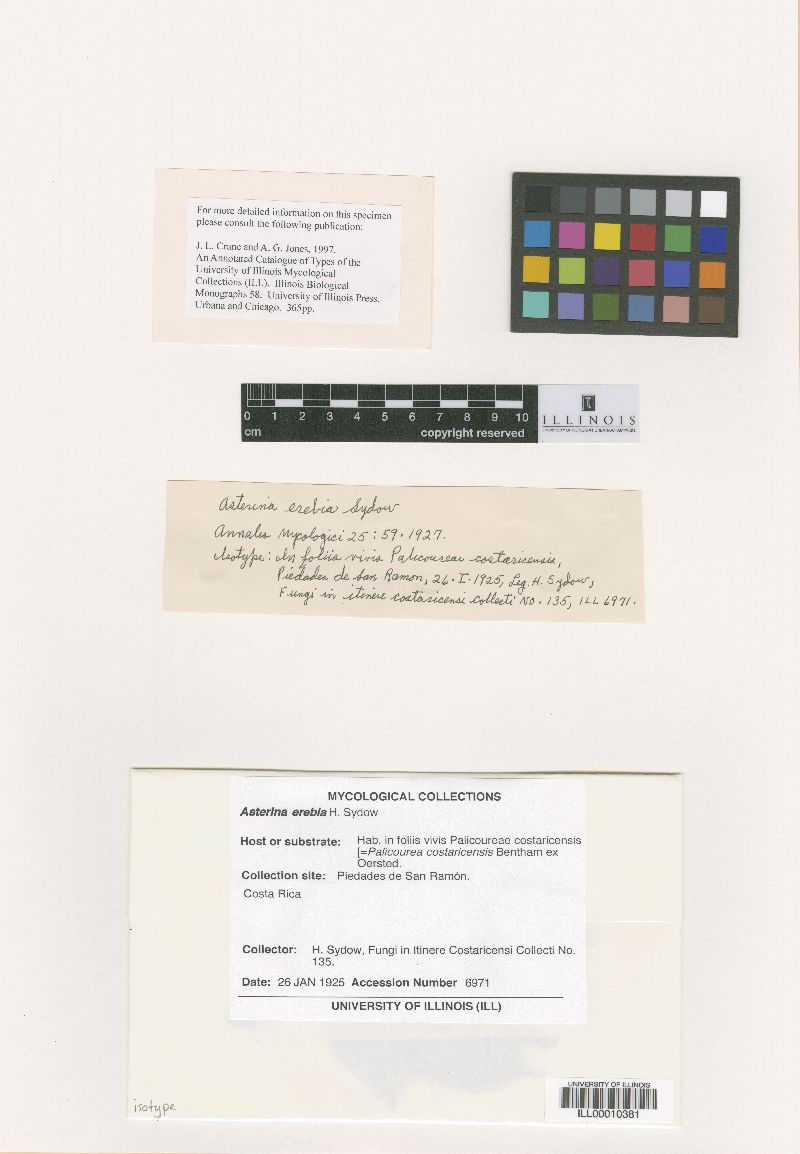 For more detailed information on this specimen
please consult the following publication:
J. L. Crane and A. G. Jones, 1997.
An Annotated Catalogue of Types of the
University of Illinois Mycological
Collections (ILL). Illinois Biological
Monographs 58. University of Illinois Press,
Urbana and Chicago. 365pp.
0 1 2 3 4 5 6 7 8 9 10
cm copyright reserved
ILLINOIS
UNIVERSITY OF ILLINOIS AT URBANA-CHAMPAIGN
Asterina erebia Sydow
Annales Mycologici 25:59. 1927.
Isotype: In foliis vivis Palicoureae costaricensis,
Piedades de San Ramon, 26. I. 1925, Leg. H. Sydow,
Fungi in itinere costaricensi collecti No. 135, ILL 6971.
MYCOLOGICAL COLLECTIONS
Asterina erebia H. Sydow
Host or substrate: Hab. in foliis vivis Palicoureae costaricensis
[=Palicourea costaricensis Bentham ex
Oersted.
Collection site: Piedades de San Ramón.
Costa Rica
Collector: H. Sydow, Fungi in Itinere Costaricensi Collecti No.
135.
Date: 26 JAN 1925 Accession Number 6971
UNIVERSITY OF ILLINOIS (ILL)
isotype
UNIVERSITY OF ILLINOIS
ILL00010381